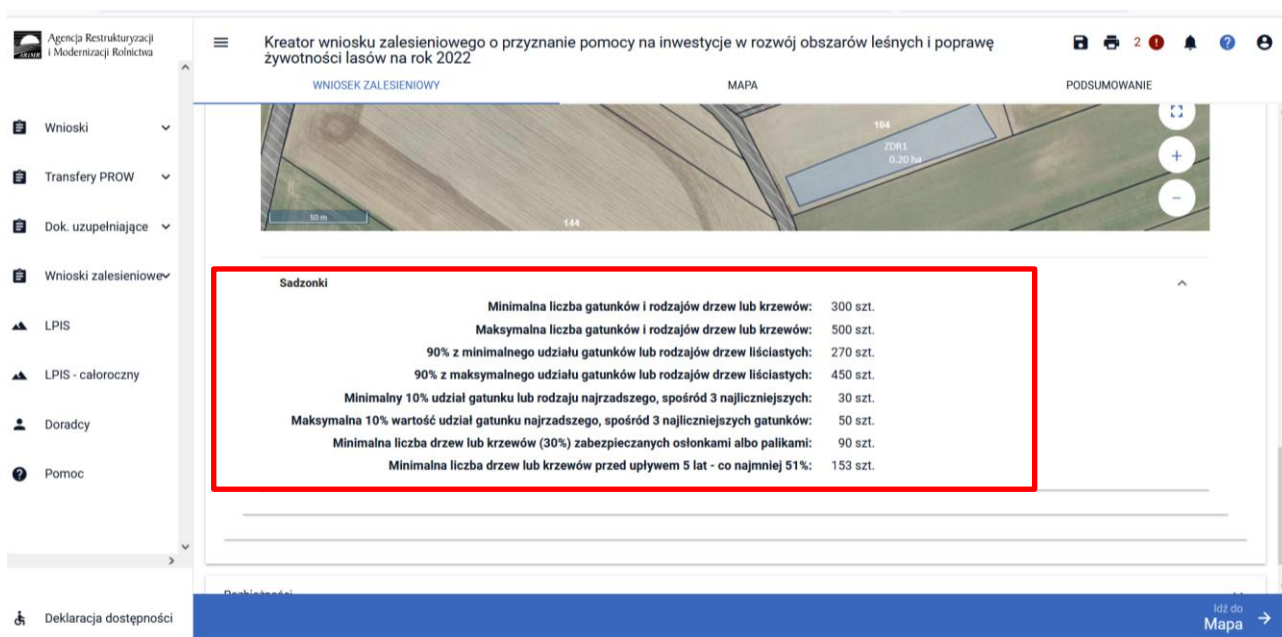 Agencja Restrukturyzacji
i Modernizacji Rolnictwa
ARiMR
Kreator wniosku zalesieniowego o przyznanie pomocy na inwestycje w rozwój obszarów leśnych i poprawę
żywotności lasów na rok 2022
2
WNIOSEK ZALESIENIOWY
MAPA
PODSUMOWANIE
Wnioski
Transfery PROW
Dok. uzupełniające
Wnioski zalesieniowe
LPIS
LPIS - całoroczny
Doradcy
Pomoc
Deklaracja dostępności
164
ZDR1
0.20 ha
50 m
144
Sadzonki
Minimalna liczba gatunków i rodzajów drzew lub krzewów: 300 szt.
Maksymalna liczba gatunków i rodzajów drzew lub krzewów: 500 szt.
90% z minimalnego udziału gatunków lub rodzajów drzew liściastych: 270 szt.
90% z maksymalnego udziału gatunków lub rodzajów drzew liściastych: 450 szt.
Minimalny 10% udział gatunku lub rodzaju najrzadszego, spośród 3 najliczniejszych: 30 szt.
Maksymalna 10% wartość udział gatunku najrzadszego, spośród 3 najliczniejszych gatunków: 50 szt.
Minimalna liczba drzew lub krzewów (30%) zabezpieczanych osłonkami albo palikami: 90 szt.
Minimalna liczba drzew lub krzewów przed upływem 5 lat - co najmniej 51%: 153 szt.
Rozbieżności
Idź do
Mapa